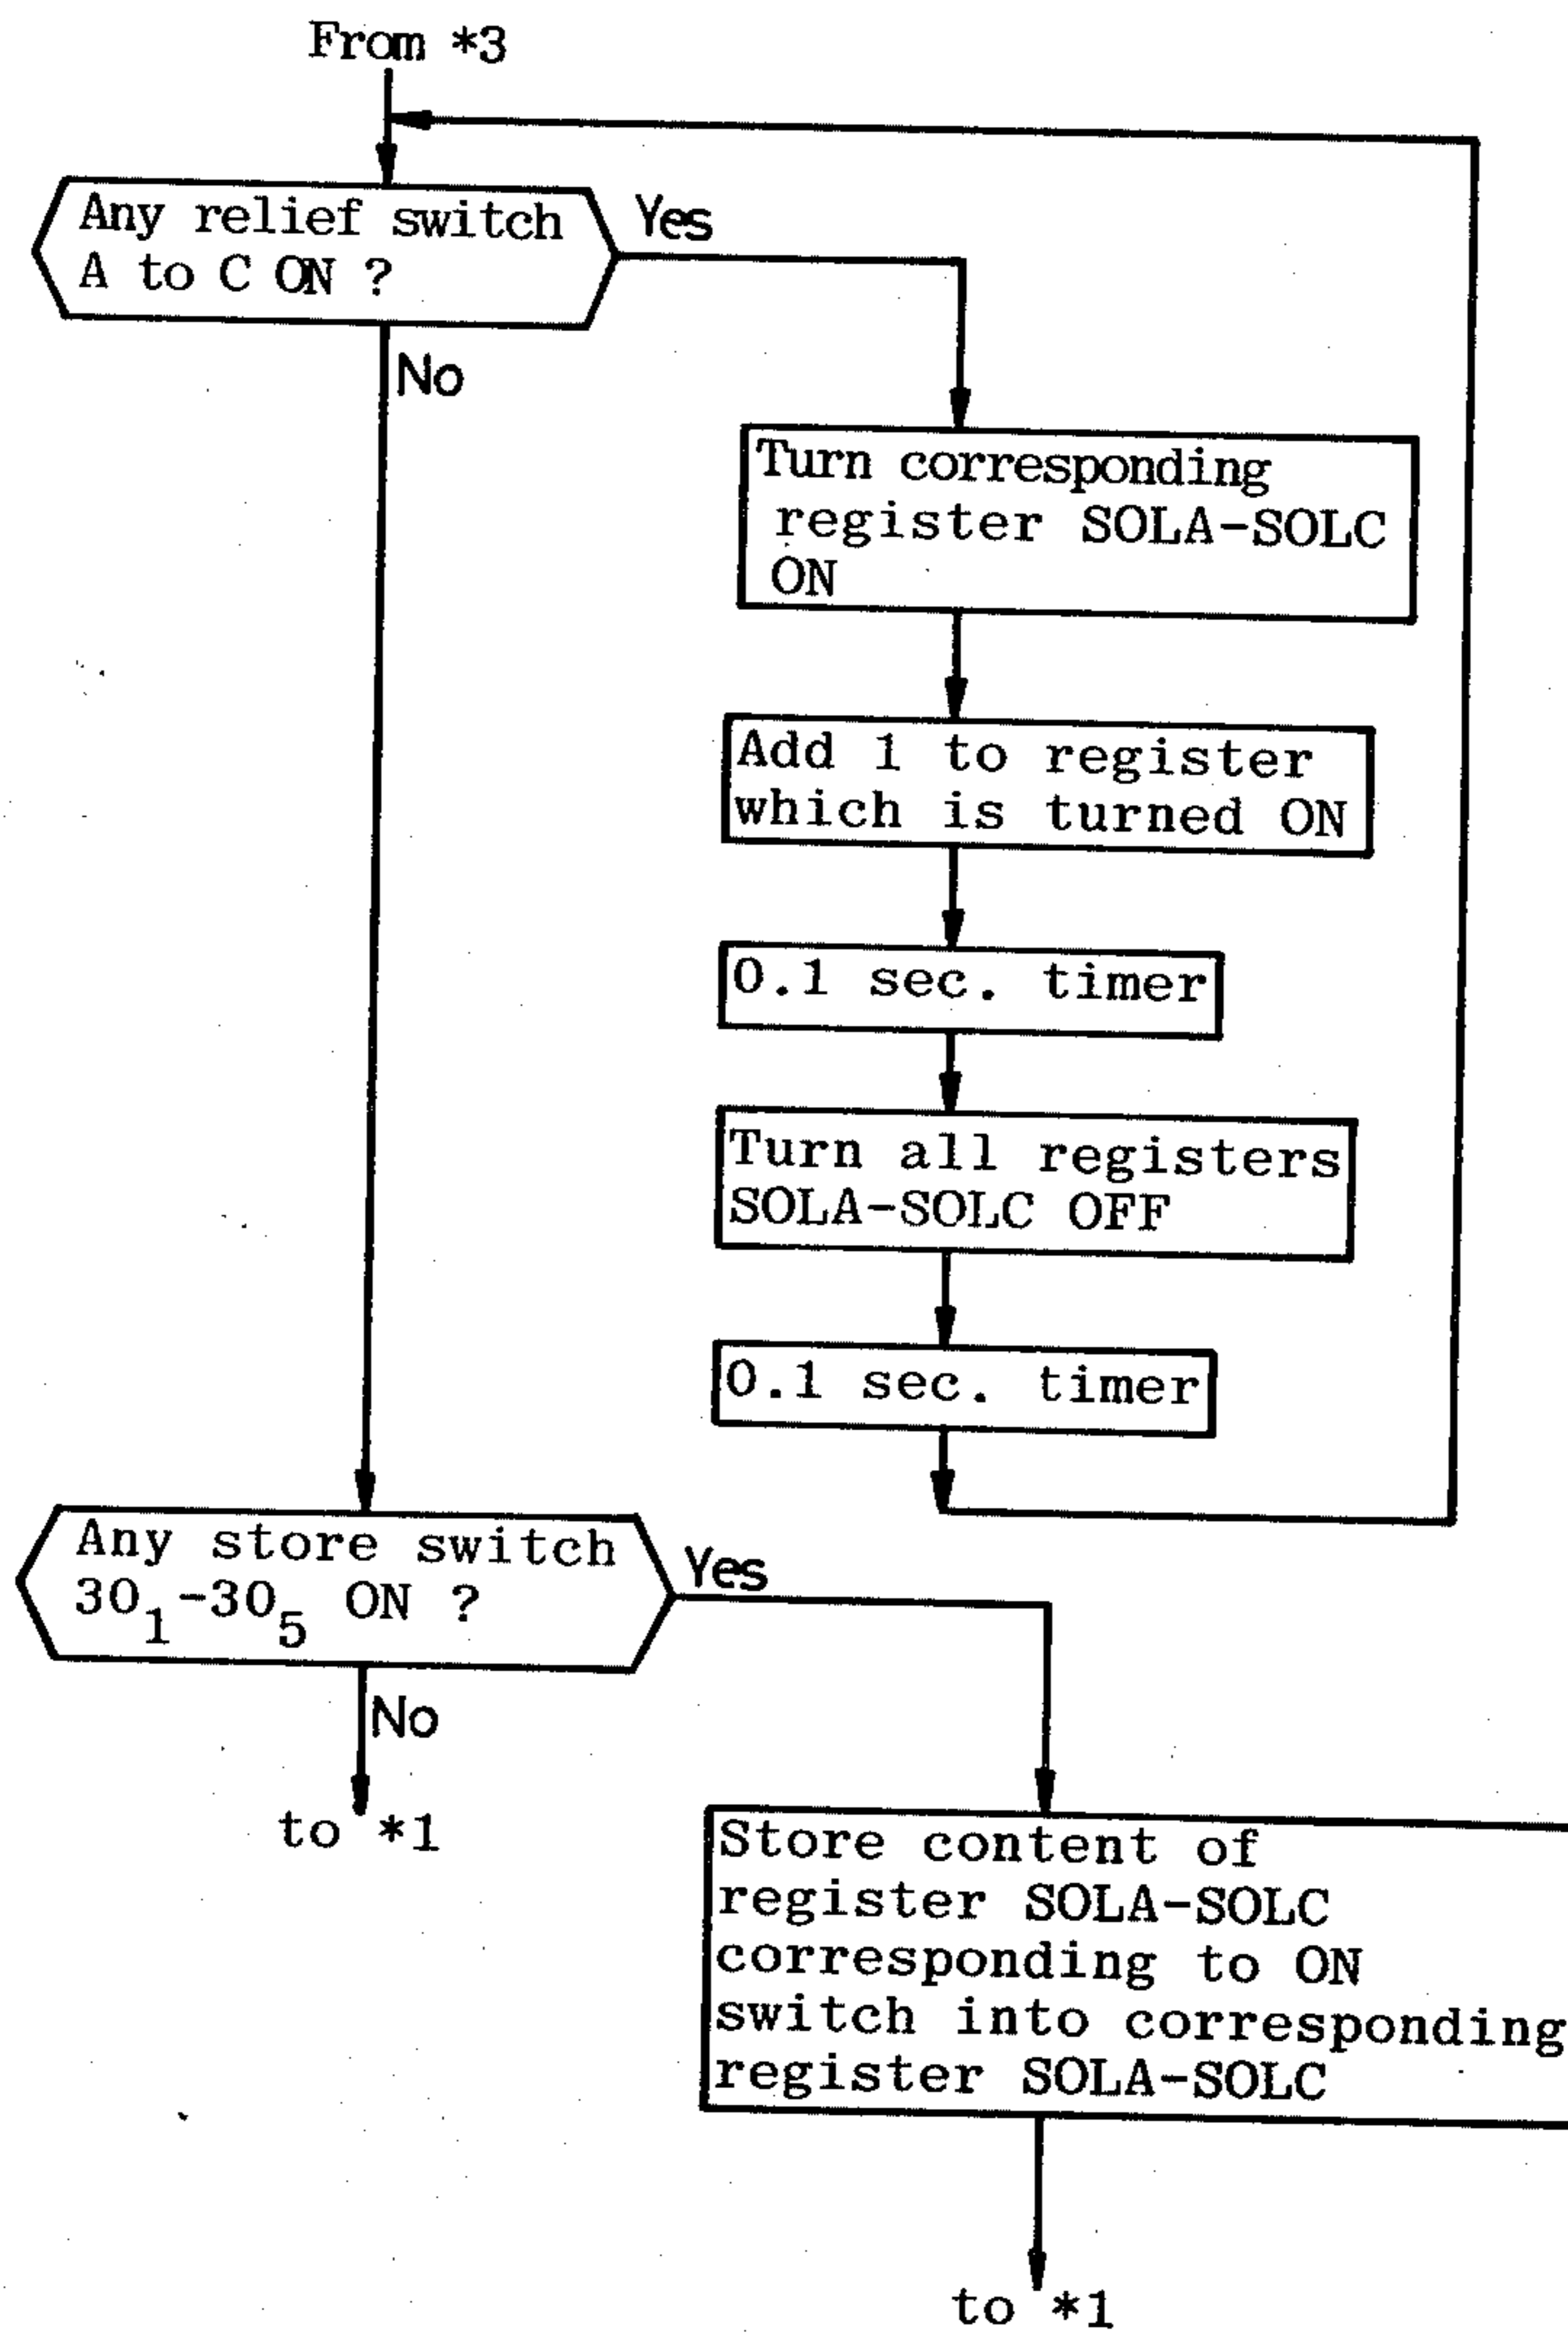 From *3
Any relief switch
A to C ON ?
Yes
No
Turn corresponding
register SOLA-SOLC
ON
Add 1 to register
which is turned ON
0.1 sec. timer
Turn all registers
SOLA-SOLC OFF
0.1 sec. timer
Any store switch
30₁-30₅ ON ?
Yes
No
to *1
Store content of
register SOLA-SOLC
corresponding to ON
switch into corresponding
register SOLA-SOLC
to *1